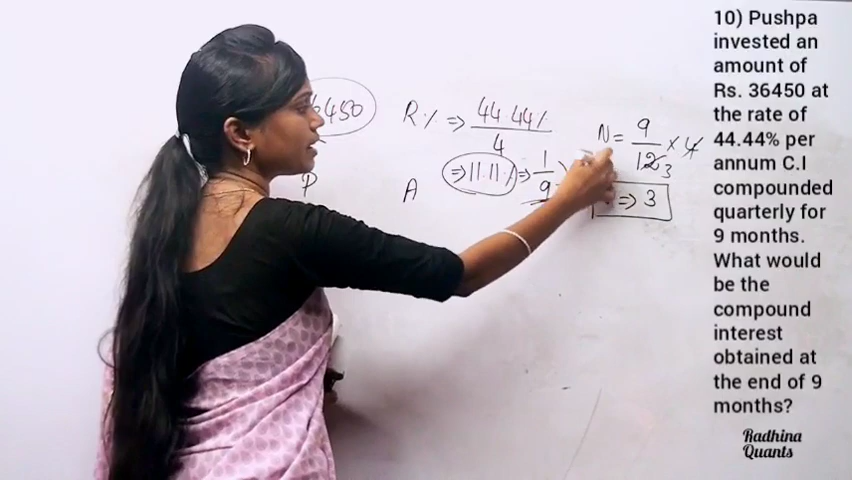 10) Pushpa
invested an
amount of
Rs. 36450 at
the rate of
44.44% per
annum C.I
compounded
quarterly for
9 months.
What would
be the
compound
interest
obtained at
the end of 9
months?
Radhina
Quants
6450
R% => 44.44% / 4
=> 11.11% => 1/9
N = 9/12 3 × 4
=> 3
P
A